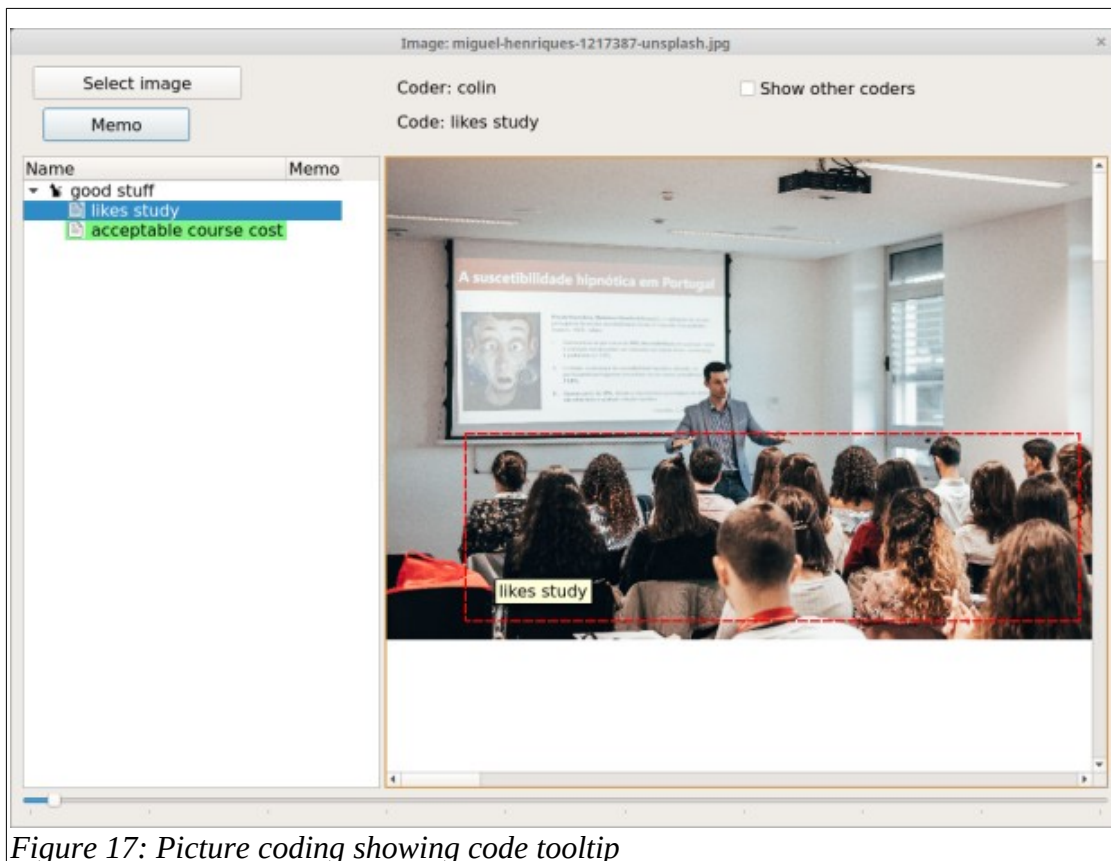 Image: miguel-henriques-1217387-unsplash.jpg
Select image
Coder: colin
Show other coders
Memo
Code: likes study
Name Memo
good stuff
likes study
acceptable course cost
A suscetibilidade hipnótica em Portugal
likes study
Figure 17: Picture coding showing code tooltip